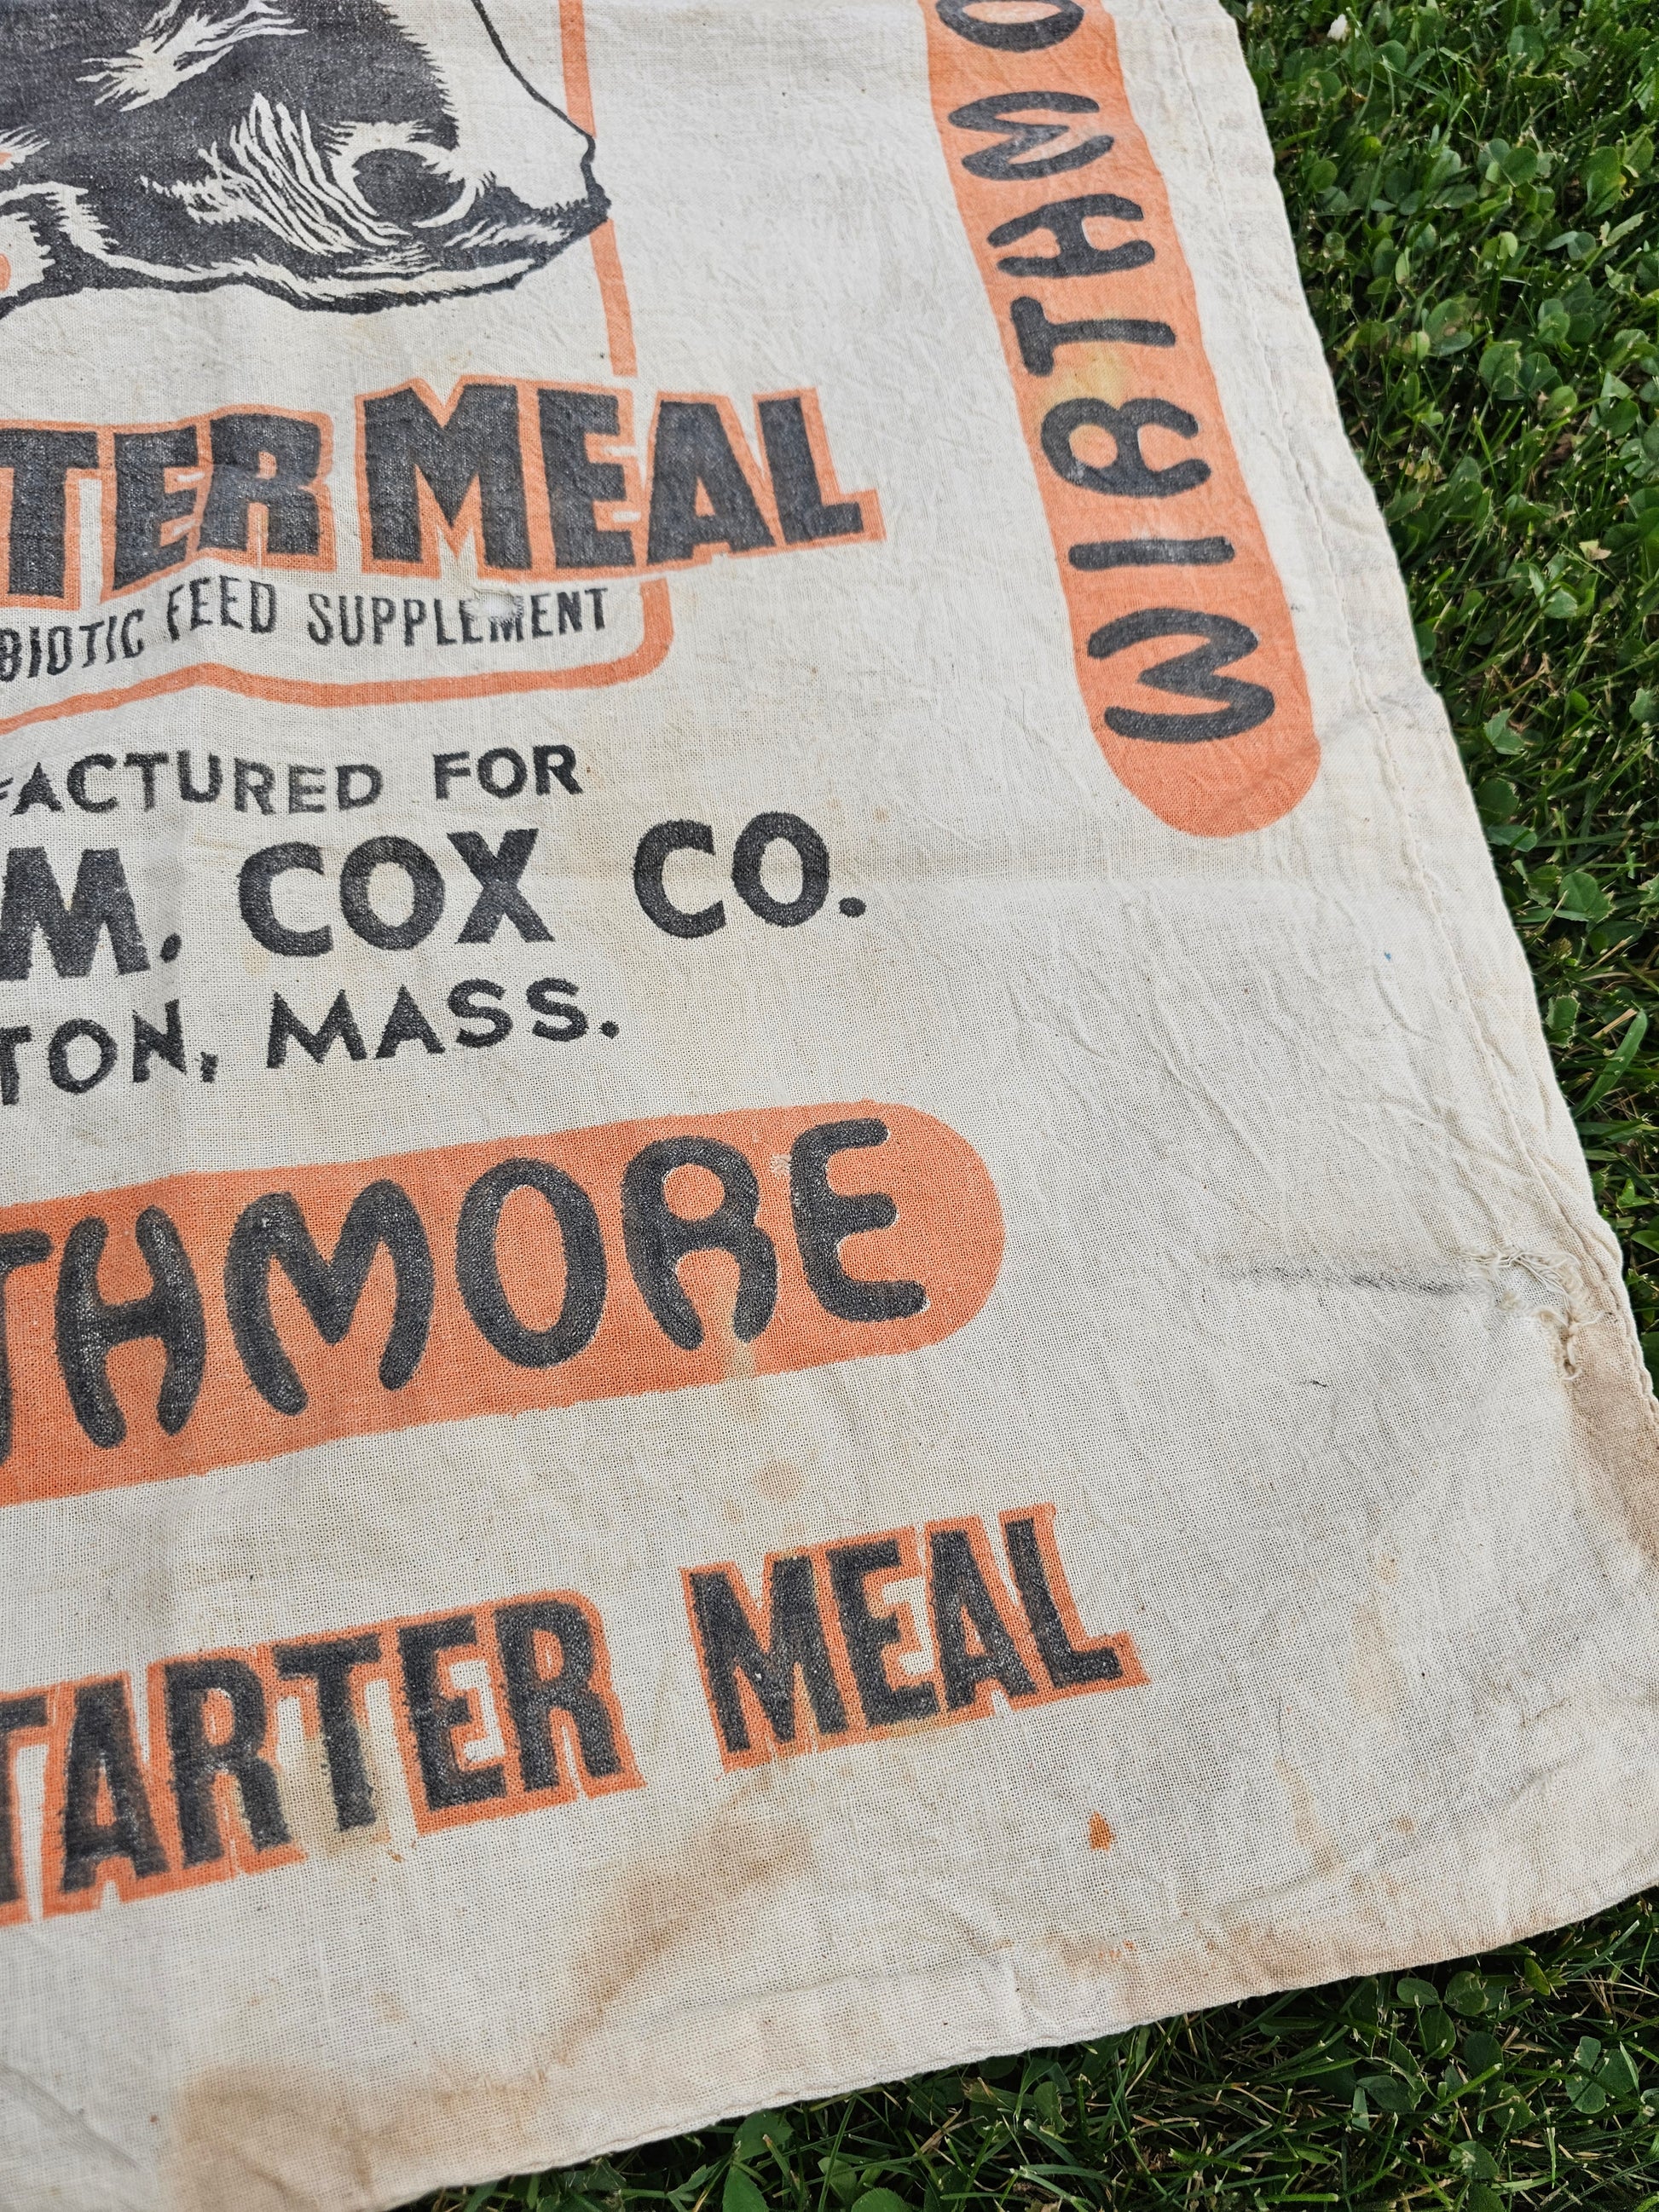 TER MEAL
BIOTIC FEED SUPPLEMENT
FACTURED FOR
M. COX CO.
TON, MASS.
THMORE
TARTER MEAL
WIRTHMO